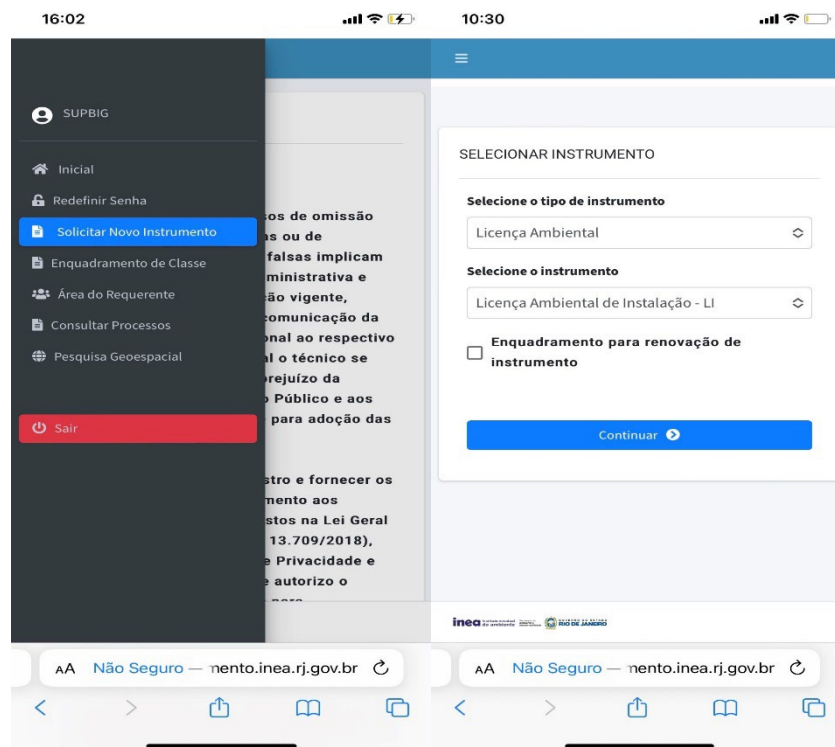 16:02
SUPBIG
Inicial
Redefinir Senha
Solicitar Novo Instrumento
Enquadramento de Classe
Área do Requerente
Consultar Processos
Pesquisa Geoespacial
Sair
os de omissão
s ou de
falsas implicam
ministrativa e
ão vigente,
comunicação da
onal ao respectivo
l o técnico se
rejuízo da
Público e aos
para adoção das
stro e fornecer os
mento aos
stos na Lei Geral
13.709/2018),
e Privacidade e
e autorizo o
AA Não Seguro — mento.inea.rj.gov.br
10:30
SELECIONAR INSTRUMENTO
Selecione o tipo de instrumento
Licença Ambiental
Selecione o instrumento
Licença Ambiental de Instalação - LI
Enquadramento para renovação de
instrumento
Continuar
inea
RIO DE JANEIRO
AA Não Seguro — mento.inea.rj.gov.br